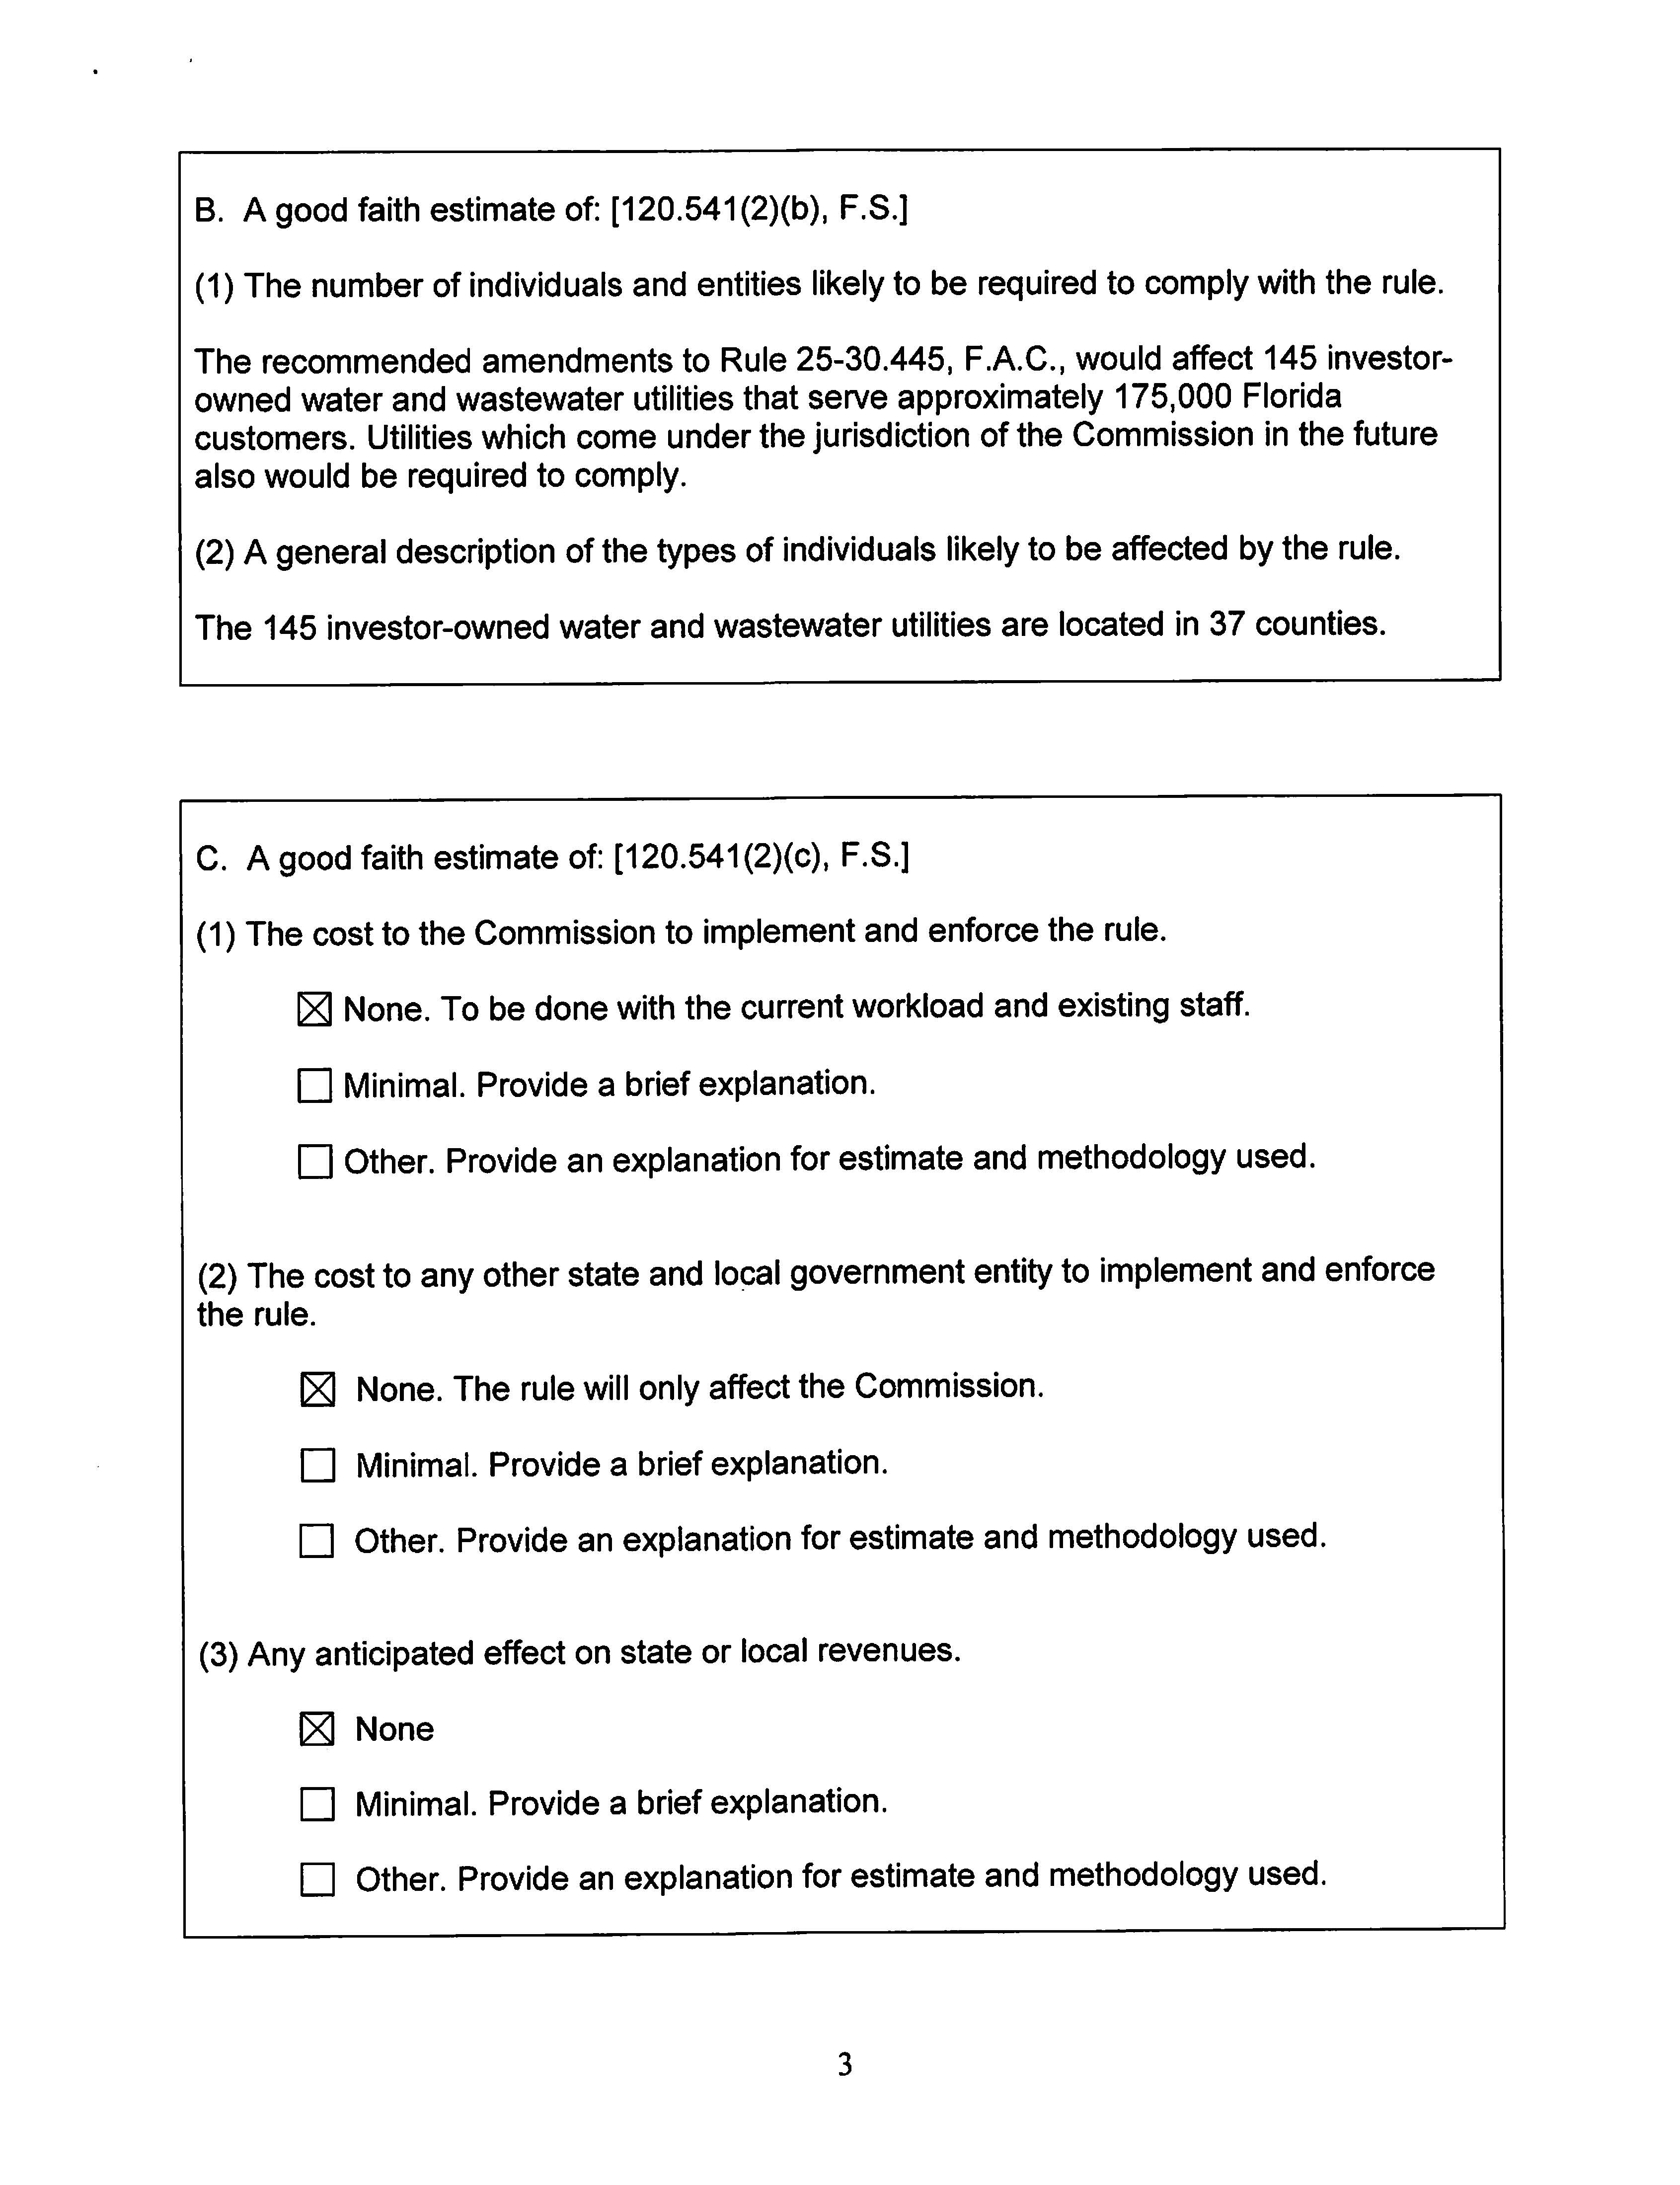 B. A good faith estimate of: [120.541(2)(b), F.S.]
(1) The number of individuals and entities likely to be required to comply with the rule.
The recommended amendments to Rule 25-30.445, F.A.C., would affect 145 investor-
owned water and wastewater utilities that serve approximately 175,000 Florida
customers. Utilities which come under the jurisdiction of the Commission in the future
also would be required to comply.
(2) A general description of the types of individuals likely to be affected by the rule.
The 145 investor-owned water and wastewater utilities are located in 37 counties.
C. A good faith estimate of: [120.541(2)(c), F.S.]
(1) The cost to the Commission to implement and enforce the rule.
☒ None. To be done with the current workload and existing staff.
☐ Minimal. Provide a brief explanation.
☐ Other. Provide an explanation for estimate and methodology used.
(2) The cost to any other state and local government entity to implement and enforce
the rule.
☒ None. The rule will only affect the Commission.
☐ Minimal. Provide a brief explanation.
☐ Other. Provide an explanation for estimate and methodology used.
(3) Any anticipated effect on state or local revenues.
☒ None
☐ Minimal. Provide a brief explanation.
☐ Other. Provide an explanation for estimate and methodology used.
3